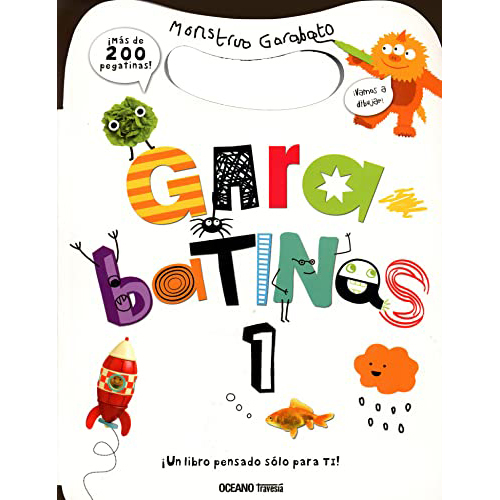 Monstruo Garabato
¡Más de
200
pegatinas!
¡Vamos a
dibujar!
GARA-
baTINAs
1
¡Un libro pensado sólo para TI!
OCEANO travesía